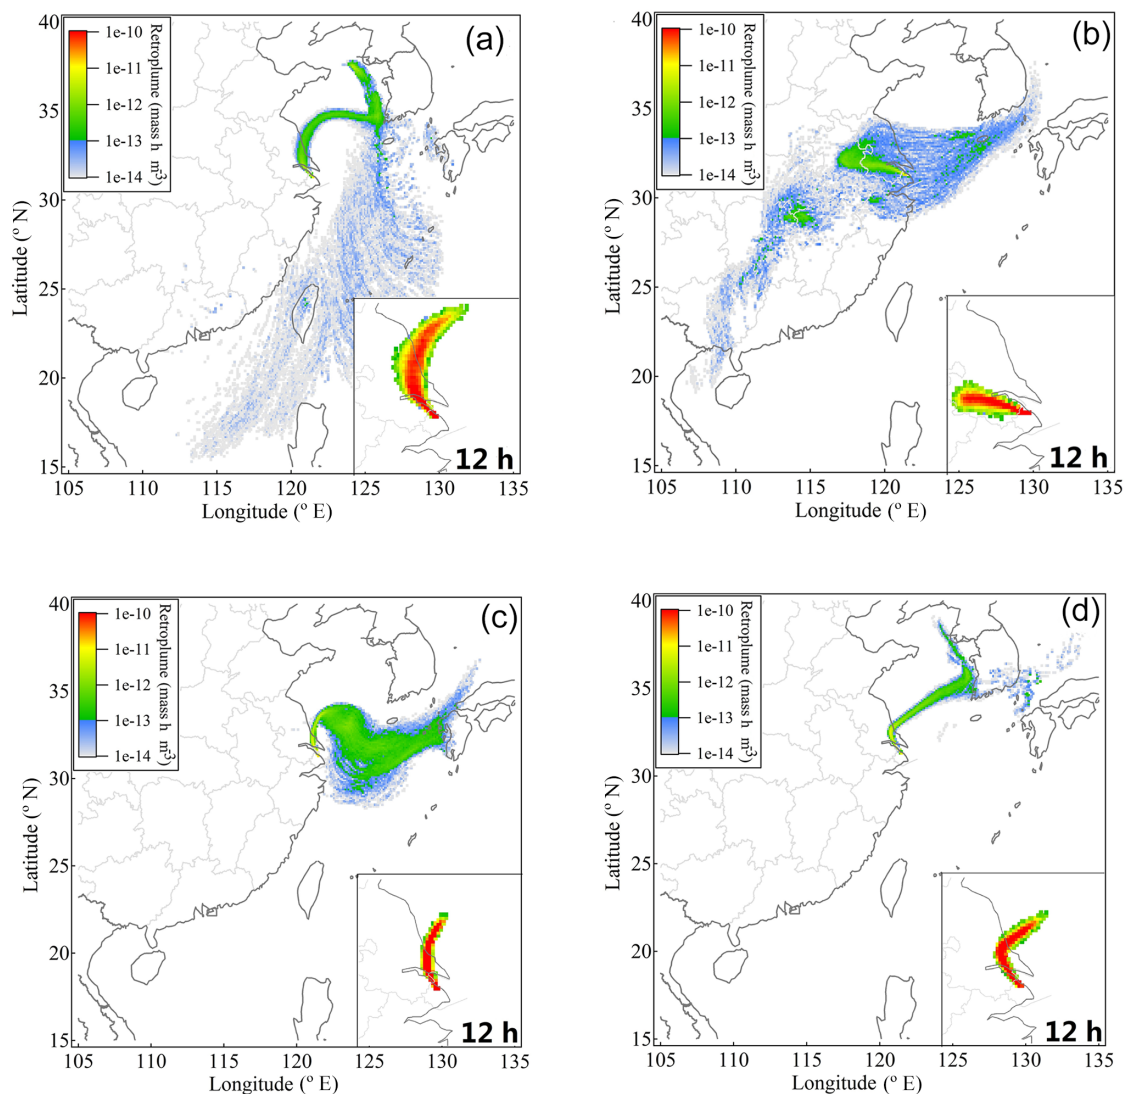 (a)
1e-10
1e-11
1e-12
1e-13
1e-14
Retroplume (mass h m³)
40
35
30
25
20
15
Latitude (º N)
12 h
105 110 115 120 125 130 135
Longitude (º E)
(b)
1e-10
1e-11
1e-12
1e-13
1e-14
Retroplume (mass h m³)
40
35
30
25
20
15
Latitude (º N)
12 h
105 110 115 120 125 130 135
Longitude (º E)
(c)
1e-10
1e-11
1e-12
1e-13
1e-14
Retroplume (mass h m³)
40
35
30
25
20
15
Latitude (º N)
12 h
105 110 115 120 125 130 135
Longitude (º E)
(d)
1e-10
1e-11
1e-12
1e-13
1e-14
Retroplume (mass h m³)
40
35
30
25
20
15
Latitude (º N)
12 h
105 110 115 120 125 130 135
Longitude (º E)